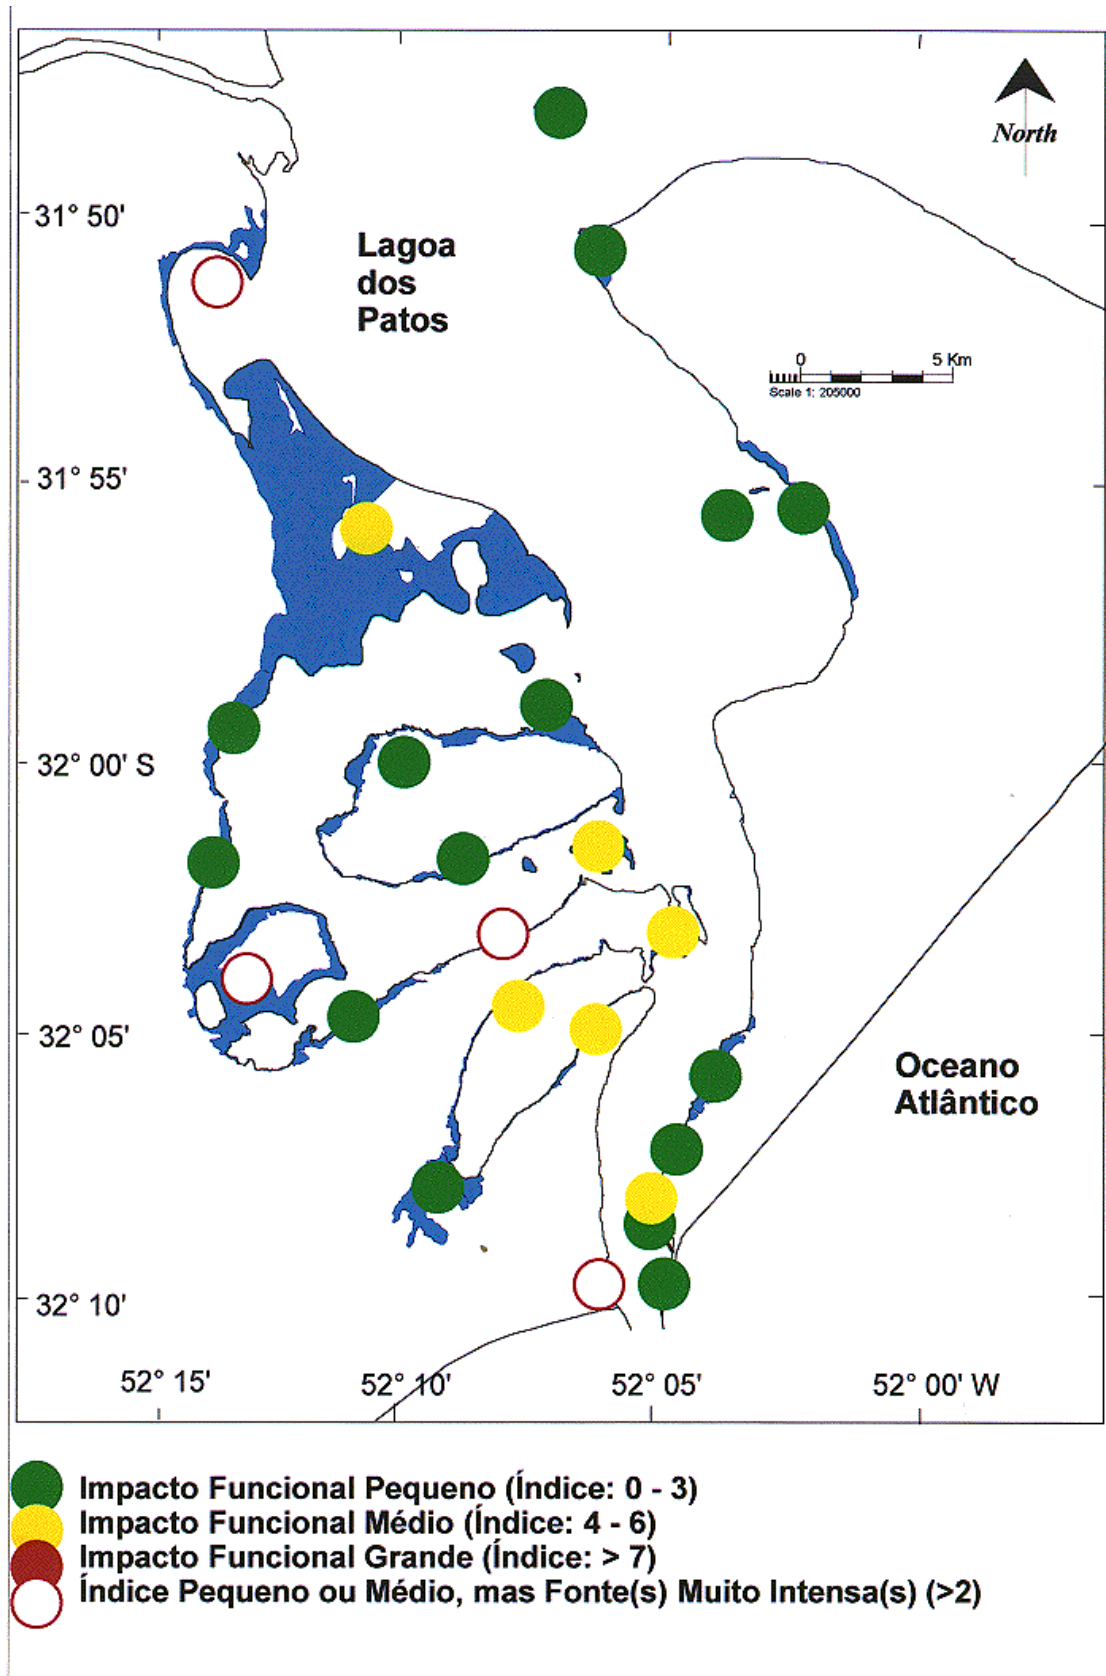 North
31° 50'
Lagoa
dos
Patos
0 5 Km
Scale 1: 205000
31° 55'
32° 00' S
32° 05'
Oceano
Atlântico
32° 10'
52° 15' 52° 10' 52° 05' 52° 00' W
Impacto Funcional Pequeno (Índice: 0 - 3)
Impacto Funcional Médio (Índice: 4 - 6)
Impacto Funcional Grande (Índice: > 7)
Índice Pequeno ou Médio, mas Fonte(s) Muito Intensa(s) (>2)